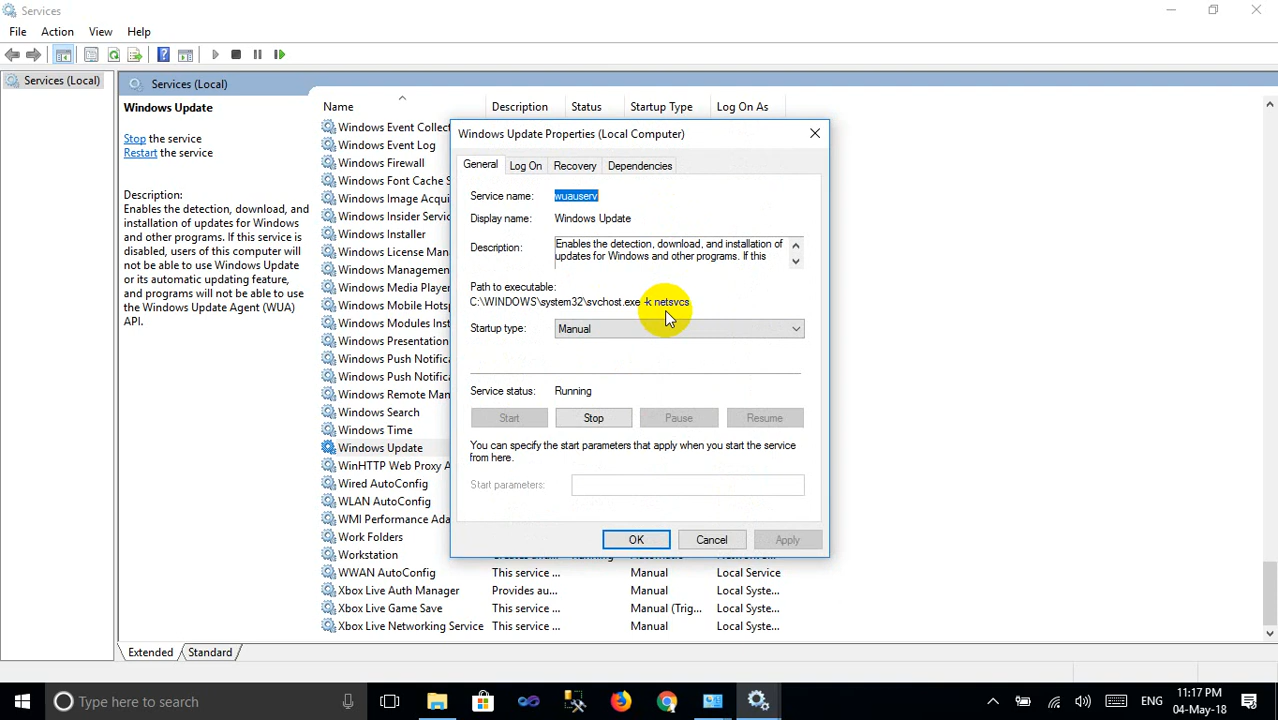 Services
File Action View Help
Services (Local)
Services (Local)
Windows Update
Stop the service
Restart the service
Description:
Enables the detection, download, and
installation of updates for Windows
and other programs. If this service is
disabled, users of this computer will
not be able to use Windows Update
or its automatic updating feature,
and programs will not be able to use
the Windows Update Agent (WUA)
API.
Name Description Status Startup Type Log On As
Windows Event Collec
Windows Event Log
Windows Firewall
Windows Font Cache S
Windows Image Acqui
Windows Insider Servic
Windows Installer
Windows License Man
Windows Management
Windows Media Player
Windows Mobile Hotsp
Windows Modules Inst
Windows Presentation
Windows Push Notifica
Windows Push Notifica
Windows Remote Man
Windows Search
Windows Time
Windows Update
WinHTTP Web Proxy A
Wired AutoConfig
WLAN AutoConfig
WMI Performance Ada
Work Folders
Workstation
WWAN AutoConfig This service ... Manual Local Service
Xbox Live Auth Manager Provides au... Manual Local Syste...
Xbox Live Game Save This service ... Manual (Trig... Local Syste...
Xbox Live Networking Service This service ... Manual Local Syste...
Windows Update Properties (Local Computer)
General Log On Recovery Dependencies
Service name: wuauserv
Display name: Windows Update
Description: Enables the detection, download, and installation of
updates for Windows and other programs. If this
Path to executable:
C:\WINDOWS\system32\svchost.exe -k netsvcs
Startup type: Manual
Service status: Running
Start Stop Pause Resume
You can specify the start parameters that apply when you start the service
from here.
Start parameters:
OK Cancel Apply
Extended Standard
Type here to search
ENG
11:17 PM
04-May-18